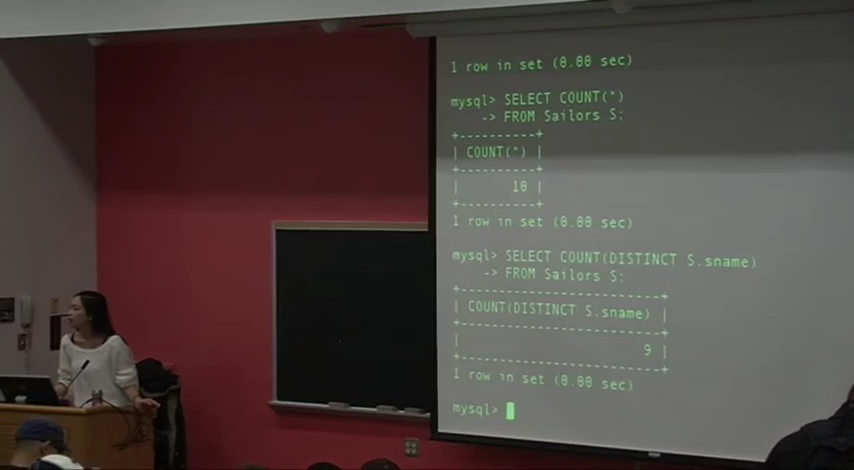 1 row in set (0.00 sec)
mysql> SELECT COUNT(*)
-> FROM Sailors S;
+----------+
| COUNT(*) |
+----------+
| 10 |
+----------+
1 row in set (0.00 sec)
mysql> SELECT COUNT(DISTINCT S.sname)
-> FROM Sailors S;
+-------------------------+
| COUNT(DISTINCT S.sname) |
+-------------------------+
| 9 |
+-------------------------+
1 row in set (0.00 sec)
mysql>